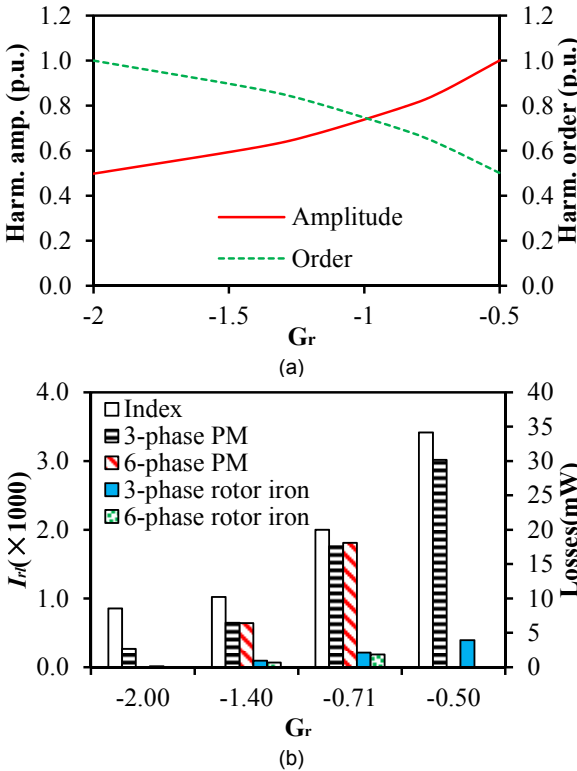 Harm. amp. (p.u.)
1.2
1.0
0.8
0.6
0.4
0.2
0.0
Amplitude
Order
1.2
1.0
0.8
0.6
0.4
0.2
0.0
Harm. order (p.u.)
-2 -1.5 -1 -0.5
Gr
(a)
Irl(×1000)
4.0
3.0
2.0
1.0
0.0
Index
3-phase PM
6-phase PM
3-phase rotor iron
6-phase rotor iron
40
35
30
25
20
15
10
5
0
Losses(mW)
-2.00 -1.40 -0.71 -0.50
Gr
(b)